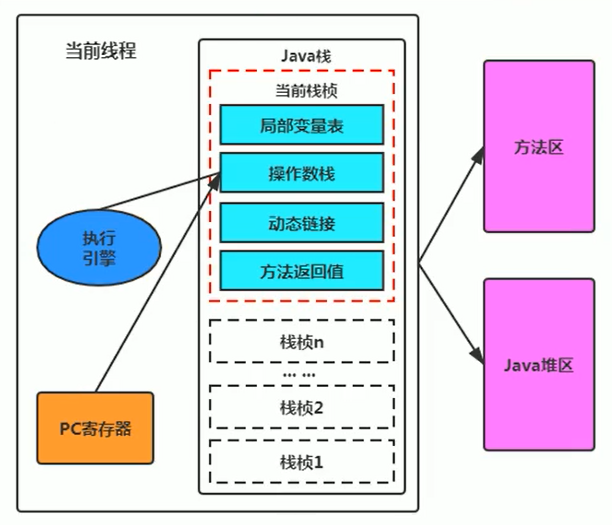 当前线程
Java栈
当前栈桢
局部变量表
操作数栈
动态链接
方法返回值
执行
引擎
PC寄存器
栈桢n
... ...
栈桢2
栈桢1
方法区
Java堆区